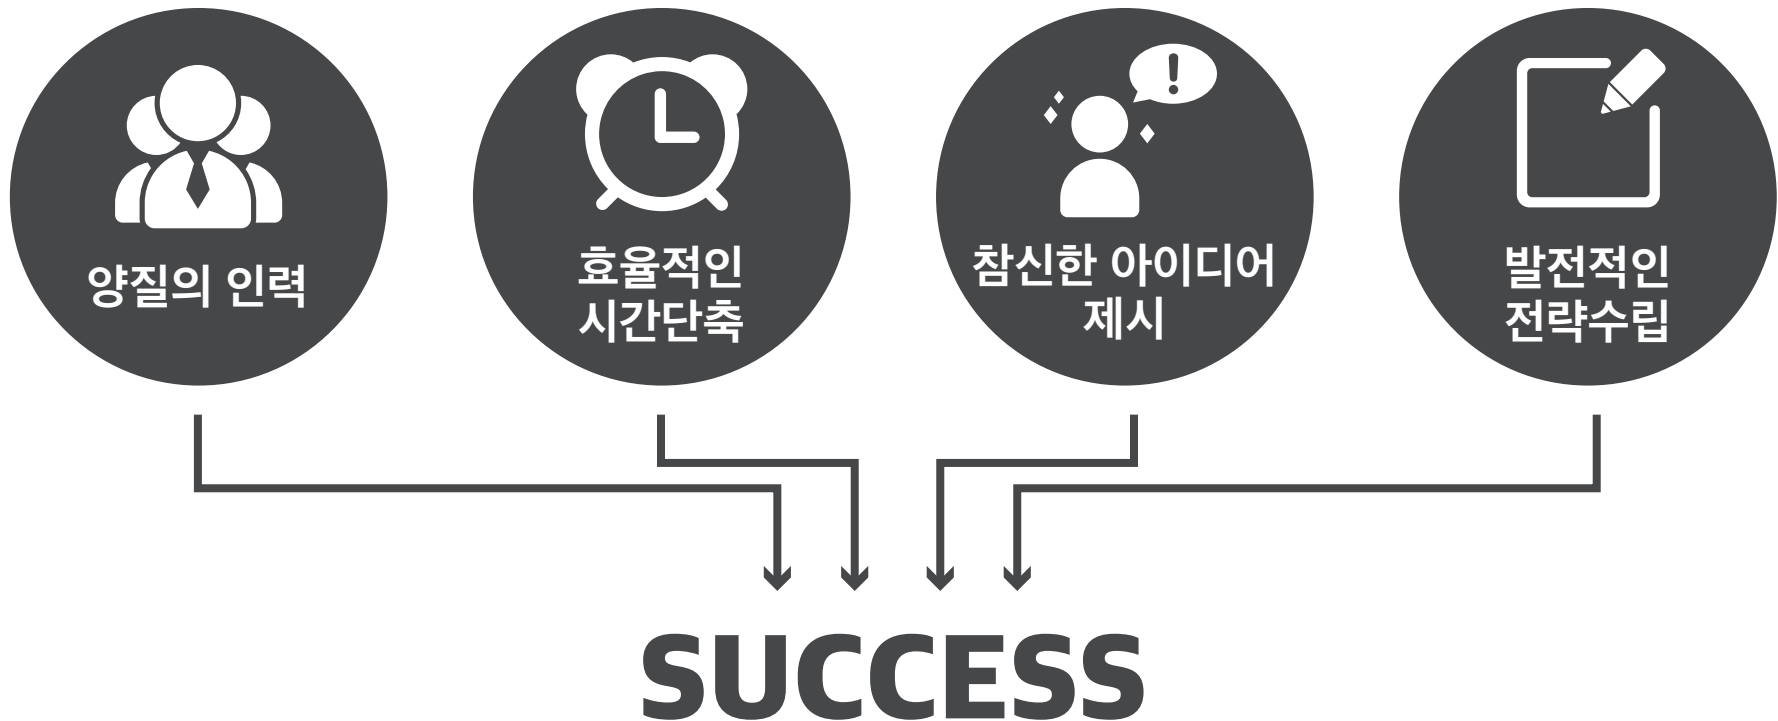 양질의 인력
효율적인
시간단축
참신한 아이디어
제시
발전적인
전략수립
SUCCESS